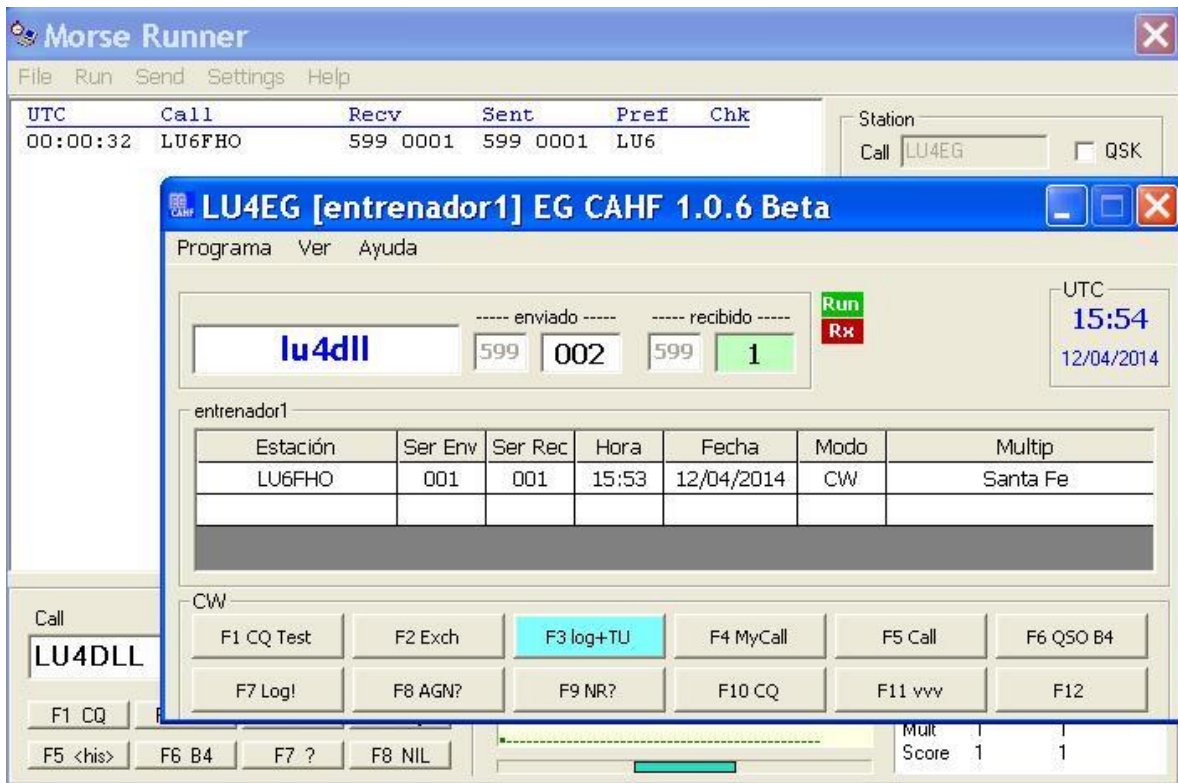 Morse Runner
File Run Send Settings Help
UTC Call Recv Sent Pref Chk
00:00:32 LU6FHO 599 0001 599 0001 LU6
Station
Call LU4EG QSK
EG CAHF
LU4EG [entrenador1] EG CAHF 1.0.6 Beta
Programa Ver Ayuda
----- enviado ----- ----- recibido -----
lu4dll 599 002 599 1
Run
Rx
UTC
15:54
12/04/2014
entrenador1
Estación Ser Env Ser Rec Hora Fecha Modo Multip
LU6FHO 001 001 15:53 12/04/2014 CW Santa Fe
CW
F1 CQ Test F2 Exch F3 log+TU F4 MyCall F5 Call F6 QSO B4
F7 Log! F8 AGN? F9 NR? F10 CQ F11 vvv F12
Call
LU4DLL
F1 CQ
F5 <his> F6 B4 F7 ? F8 NIL
Mult 1 1
Score 1 1